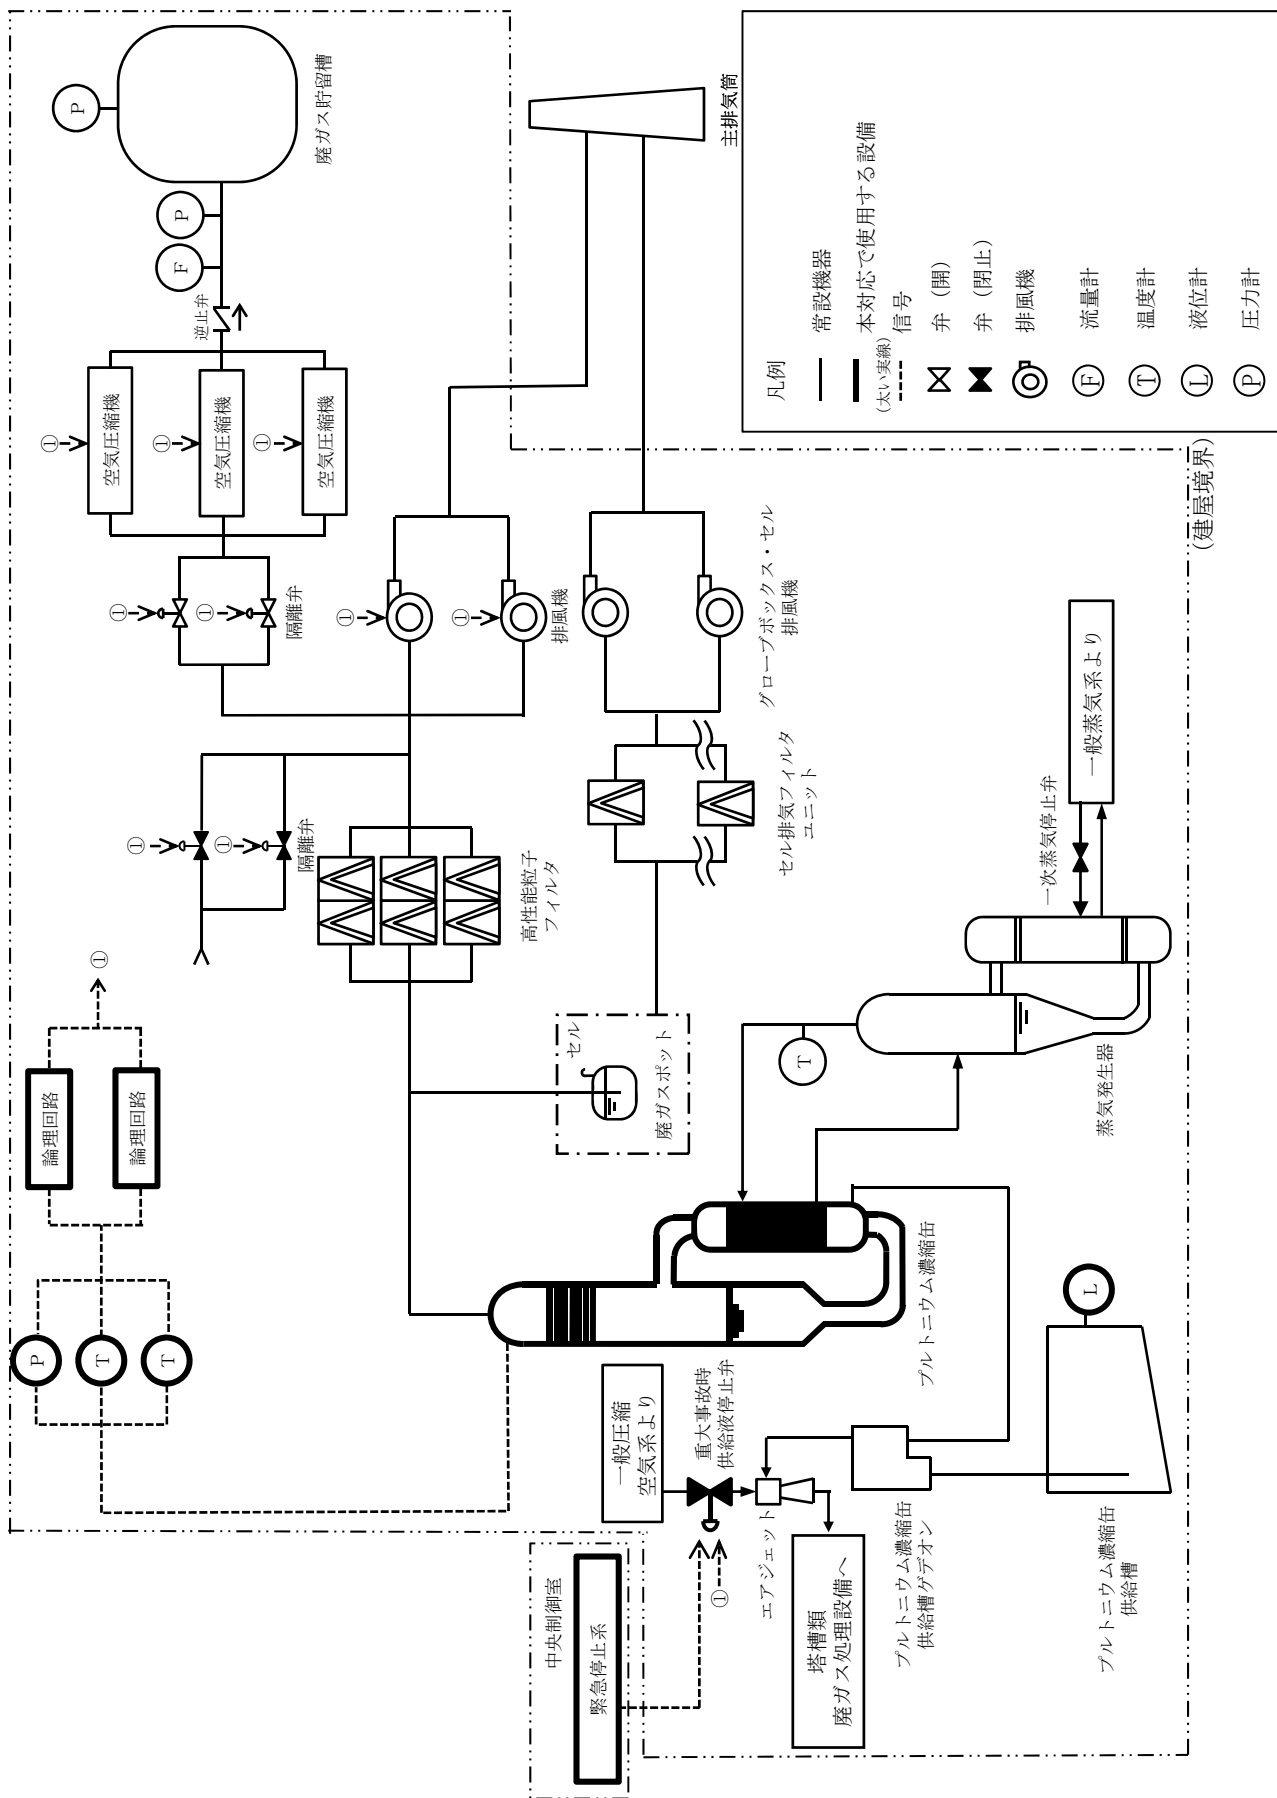 中央制御室
緊急停止系
P
T
T
論理回路
論理回路
①
①
①
隔離弁
①
①
隔離弁
①
①
①
空気圧縮機
空気圧縮機
空気圧縮機
逆止弁
F
P
P
廃ガス貯留槽
高性能粒子
フィルタ
①
①
排風機
主排気筒
セル
廃ガスポット
セル排気フィルタ
ユニット
グローブボックス・セル
排風機
一般圧縮
空気系より
重大事故時
供給液停止弁
①
エアジェット
塔槽類
廃ガス処理設備へ
プルトニウム濃縮缶
供給槽ゲデオン
プルトニウム濃縮缶
供給槽
L
プルトニウム濃縮缶
T
蒸気発生器
一次蒸気停止弁
一般蒸気系より
(建屋境界)
凡例
常設機器
本対応で使用する設備
(太い実線)
信号
弁（開）
弁（閉止）
排風機
F
流量計
T
温度計
L
液位計
P
圧力計